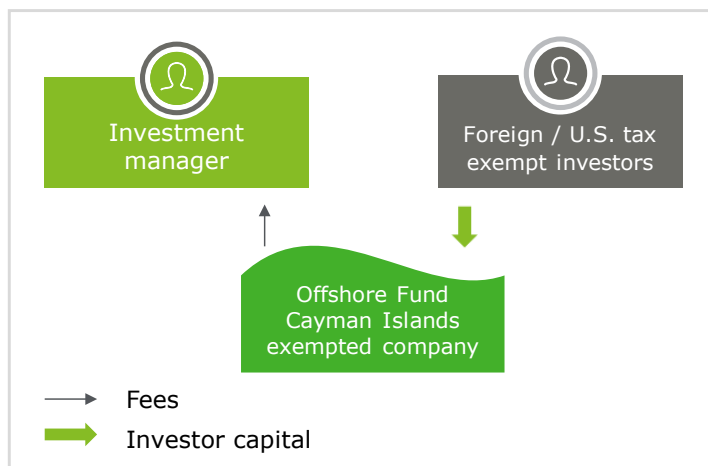 Investment
manager
Foreign / U.S. tax
exempt investors
Offshore Fund
Cayman Islands
exempted company
Fees
Investor capital